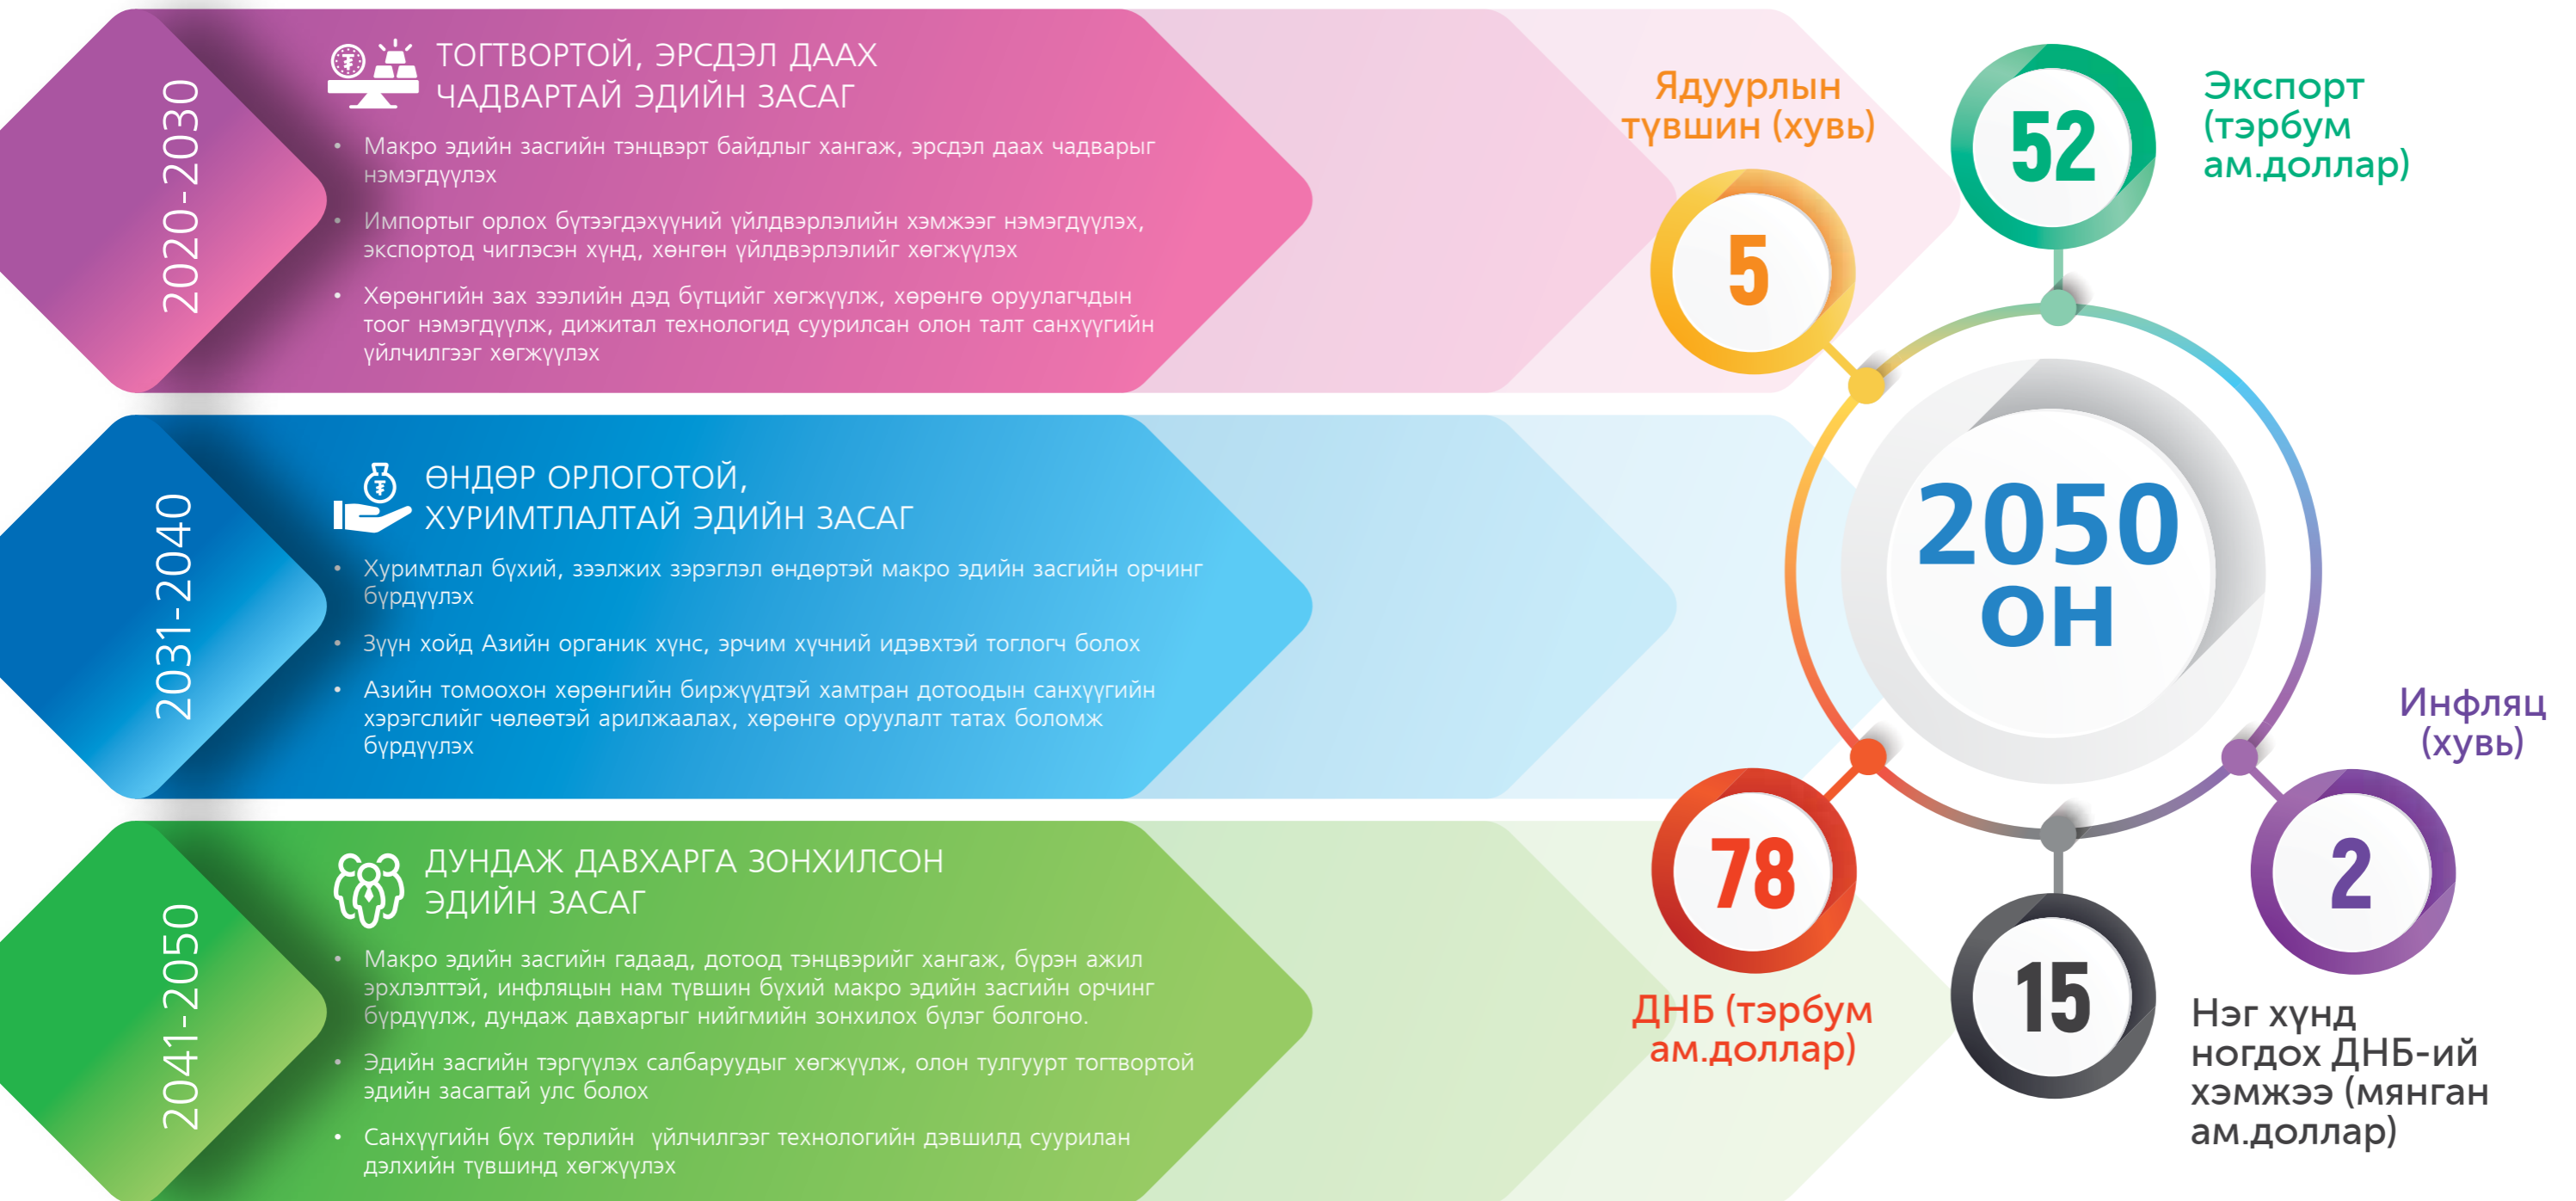 2020-2030
ТОГТВОРТОЙ, ЭРСДЭЛ ДААХ
ЧАДВАРТАЙ ЭДИЙН ЗАСАГ
• Макро эдийн засгийн тэнцвэрт байдлыг хангаж, эрсдэл даах чадварыг
нэмэгдүүлэх
• Импортыг орлох бүтээгдэхүүний үйлдвэрлэлийн хэмжээг нэмэгдүүлэх,
экспортод чиглэсэн хүнд, хөнгөн үйлдвэрлэлийг хөгжүүлэх
• Хөрөнгийн зах зээлийн дэд бүтцийг хөгжүүлж, хөрөнгө оруулагчдын
тоог нэмэгдүүлж, дижитал технологид суурилсан олон талт санхүүгийн
үйлчилгээг хөгжүүлэх
2031-2040
ӨНДӨР ОРЛОГОТОЙ,
ХУРИМТЛАЛТАЙ ЭДИЙН ЗАСАГ
• Хуримтлал бүхий, зээлжих зэрэглэл өндөртэй макро эдийн засгийн орчинг
бүрдүүлэх
• Зүүн хойд Азийн органик хүнс, эрчим хүчний идэвхтэй тоглогч болох
• Азийн томоохон хөрөнгийн биржүүдтэй хамтран дотоодын санхүүгийн
хэрэгслийг чөлөөтэй арилжаалах, хөрөнгө оруулалт татах боломж
бүрдүүлэх
2041-2050
ДУНДАЖ ДАВХАРГА ЗОНХИЛСОН
ЭДИЙН ЗАСАГ
• Макро эдийн засгийн гадаад, дотоод тэнцвэрийг хангаж, бүрэн ажил
эрхлэлттэй, инфляцын нам түвшин бүхий макро эдийн засгийн орчинг
бүрдүүлж, дундаж давхаргыг нийгмийн зонхилох бүлэг болгоно.
• Эдийн засгийн тэргүүлэх салбаруудыг хөгжүүлж, олон тулгуурт тогтвортой
эдийн засагтай улс болох
• Санхүүгийн бүх төрлийн үйлчилгээг технологийн дэвшилд суурилан
дэлхийн түвшинд хөгжүүлэх
Ядуурлын
түвшин (хувь)
5
52
Экспорт
(тэрбум
ам.доллар)
2050
ОН
Инфляц
(хувь)
2
78
ДНБ (тэрбум
ам.доллар)
15
Нэг хүнд
ногдох ДНБ-ий
хэмжээ (мянган
ам.доллар)